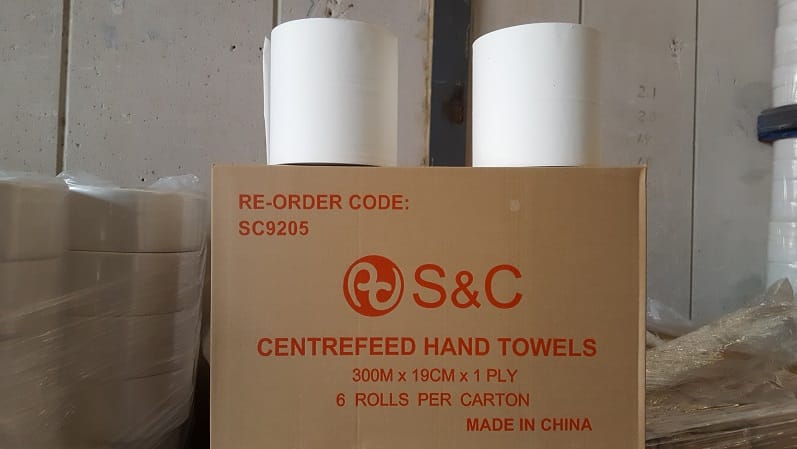 RE-ORDER CODE:
SC9205
S&C
CENTREFEED HAND TOWELS
300M x 19CM x 1 PLY
6 ROLLS PER CARTON
MADE IN CHINA